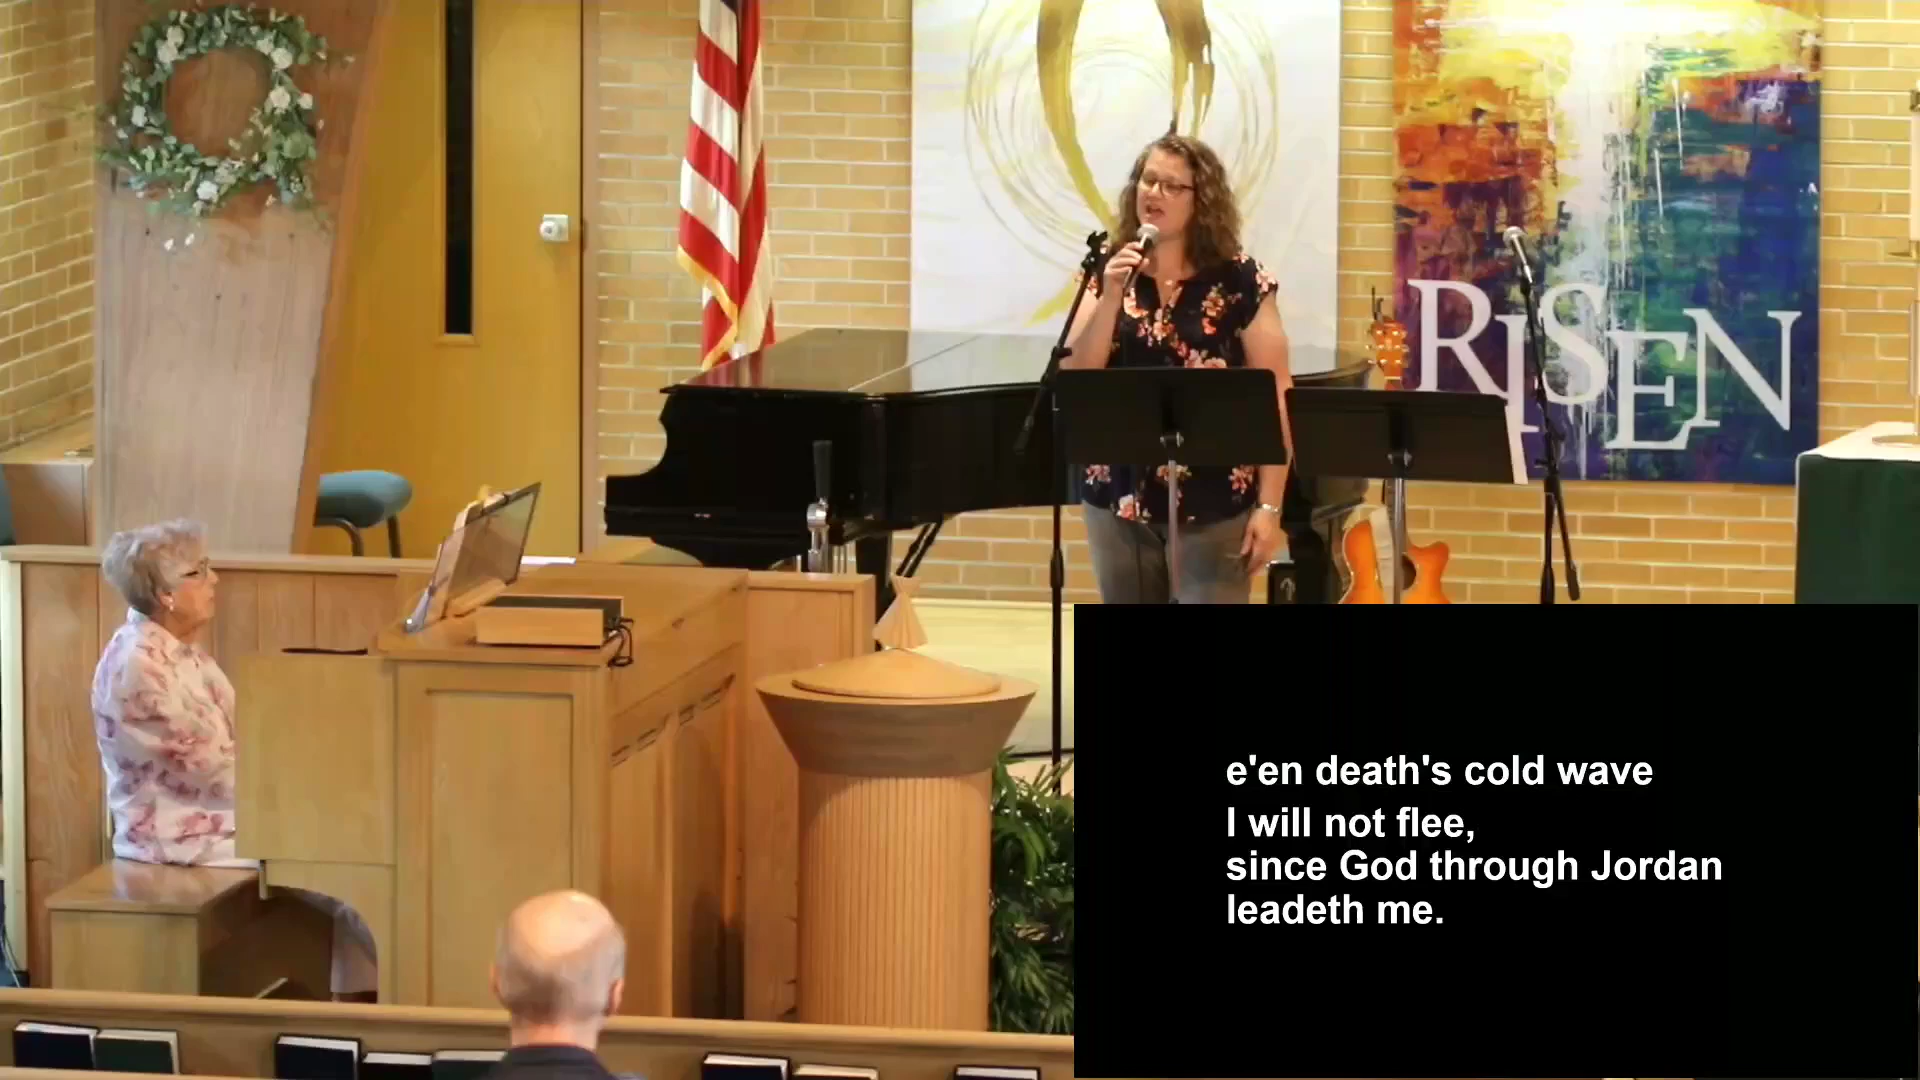 RISEN
e'en death's cold wave
I will not flee,
since God through Jordan
leadeth me.